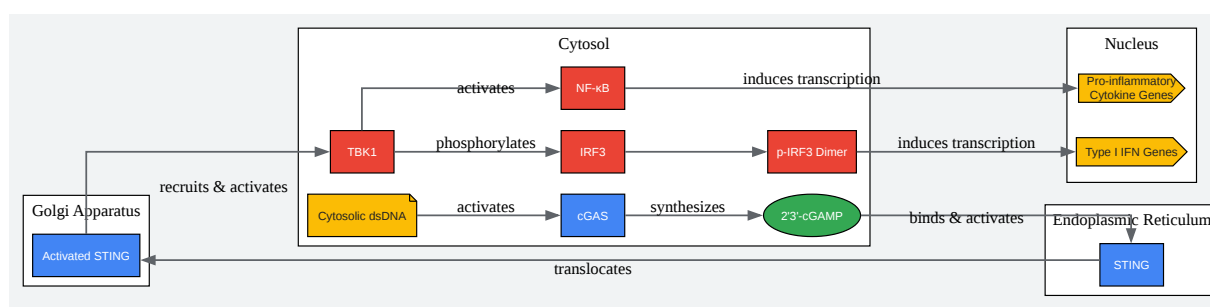 Cytosol
Nucleus
activates
NF-κB
induces transcription
Pro-inflammatory
Cytokine Genes
TBK1
phosphorylates
IRF3
p-IRF3 Dimer
induces transcription
Type I IFN Genes
recruits & activates
Golgi Apparatus
Activated STING
Cytosolic dsDNA
activates
cGAS
synthesizes
2'3'-cGAMP
binds & activates
Endoplasmic Reticulum
STING
translocates